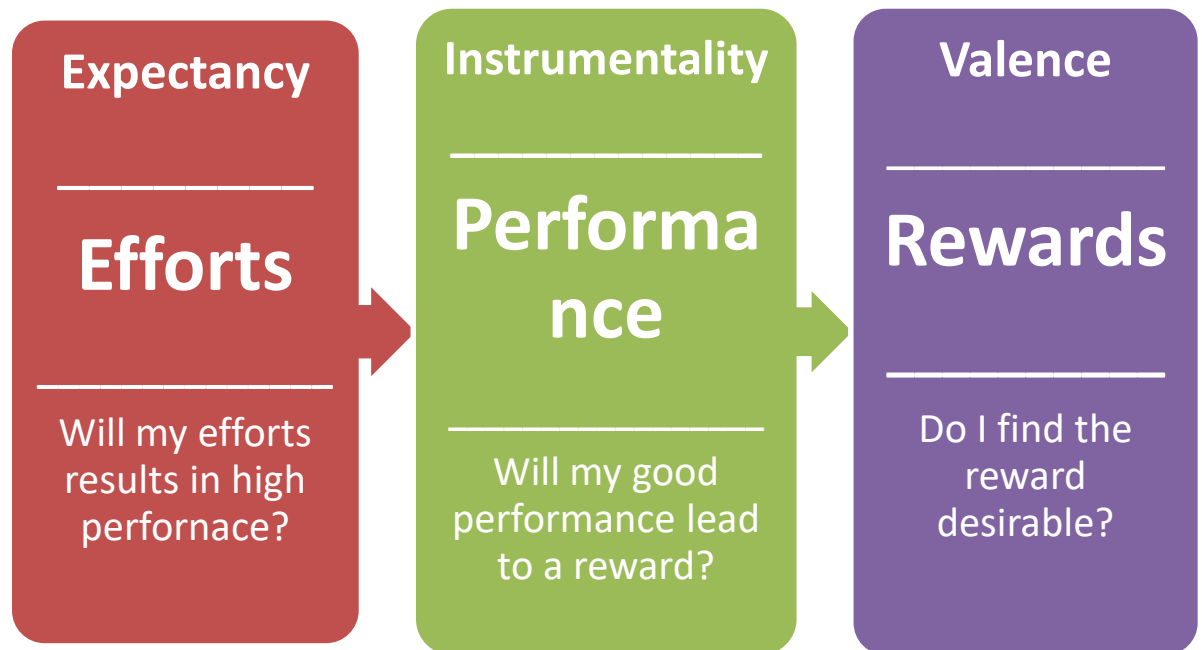 Expectancy
Efforts
Will my efforts
results in high
perfornace?
Instrumentality
Performa
nce
Will my good
performance lead
to a reward?
Valence
Rewards
Do I find the
reward
desirable?